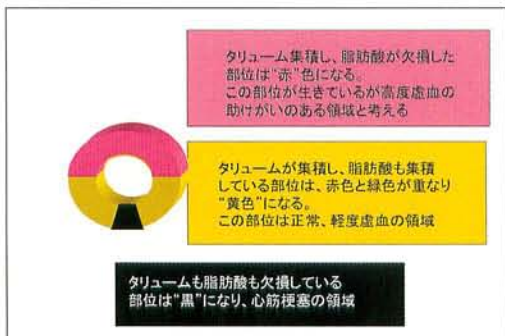 タリューム集積し、脂肪酸が欠損した
部位は"赤"色になる。
この部位が生きているが高度虚血の
助けがいのある領域と考える
タリュームが集積し、脂肪酸も集積
している部位は、赤色と緑色が重なり
"黄色"になる。
この部位は正常、軽度虚血の領域
タリュームも脂肪酸も欠損している
部位は"黒"になり、心筋梗塞の領域